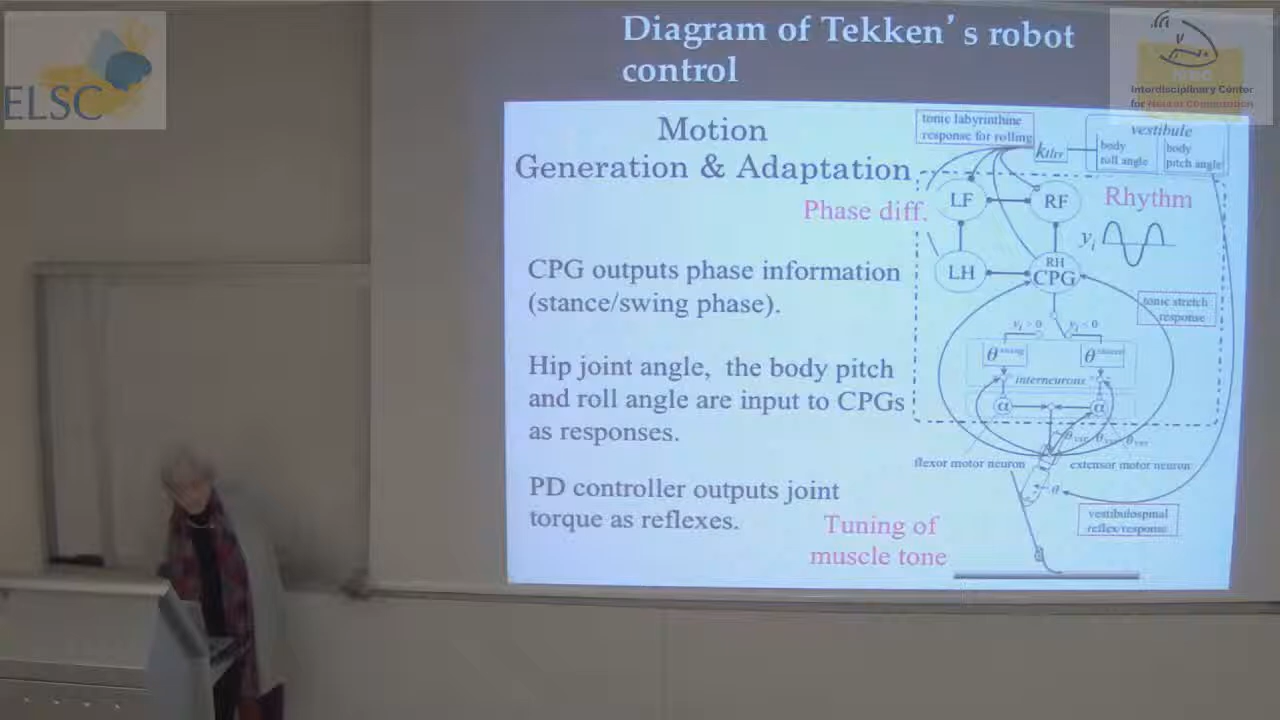 ELSC
Interdisciplinary Center
for Neural Computation
Diagram of Tekken's robot
control
Motion
Generation & Adaptation
Phase diff.
CPG outputs phase information
(stance/swing phase).
Hip joint angle, the body pitch
and roll angle are input to CPGs
as responses.
PD controller outputs joint
torque as reflexes.
Tuning of
muscle tone
tonic labyrinthine
response for rolling
vestibule
body
roll angle
body
pitch angle
LF
RF
Rhythm
LH
RH
CPG
tonic stretch
response
interneurons
α
α
flexor motor neuron
extensor motor neuron
vestibulospinal
reflex/response